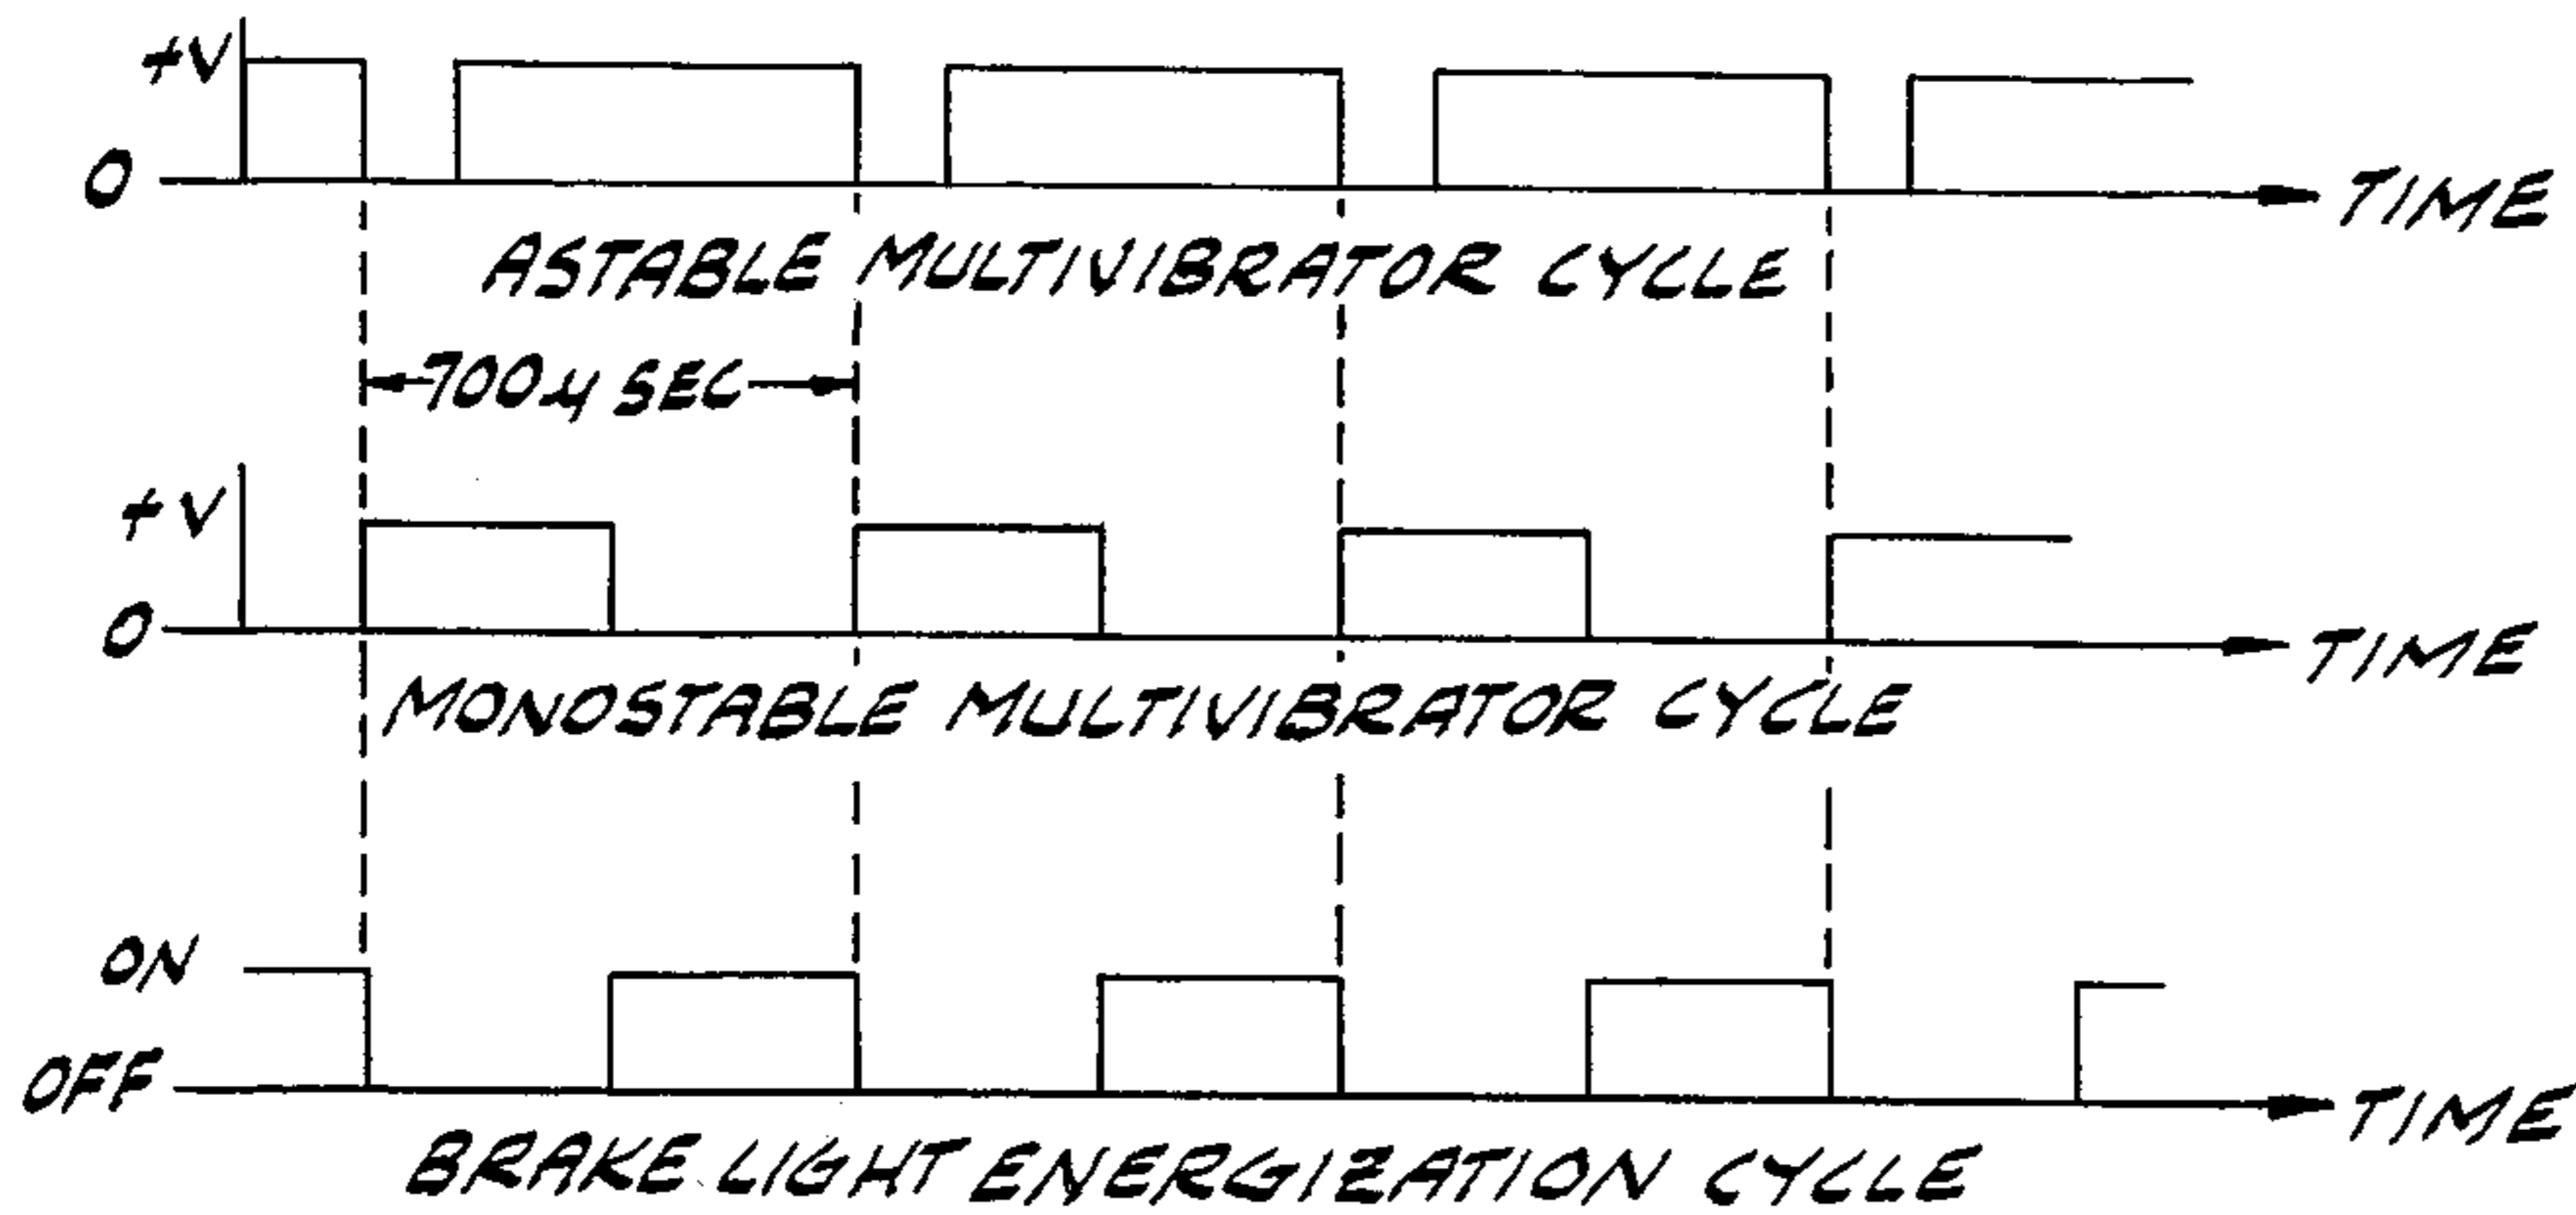 +V
0
TIME
ASTABLE MULTIVIBRATOR CYCLE
700μ SEC
+V
0
TIME
MONOSTABLE MULTIVIBRATOR CYCLE
ON
OFF
TIME
BRAKE LIGHT ENERGIZATION CYCLE